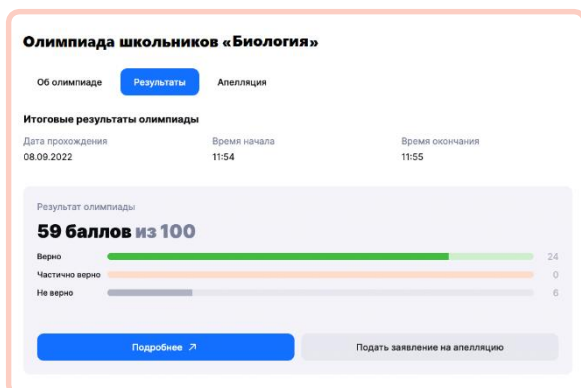 Олимпиада школьников «Биология»
Об олимпиаде Результаты Апелляция
Итоговые результаты олимпиады
Дата прохождения Время начала Время окончания
08.09.2022 11:54 11:55
Результат олимпиады
59 баллов из 100
Верно 24
Частично верно 0
Не верно 6
Подробнее ↗ Подать заявление на апелляцию